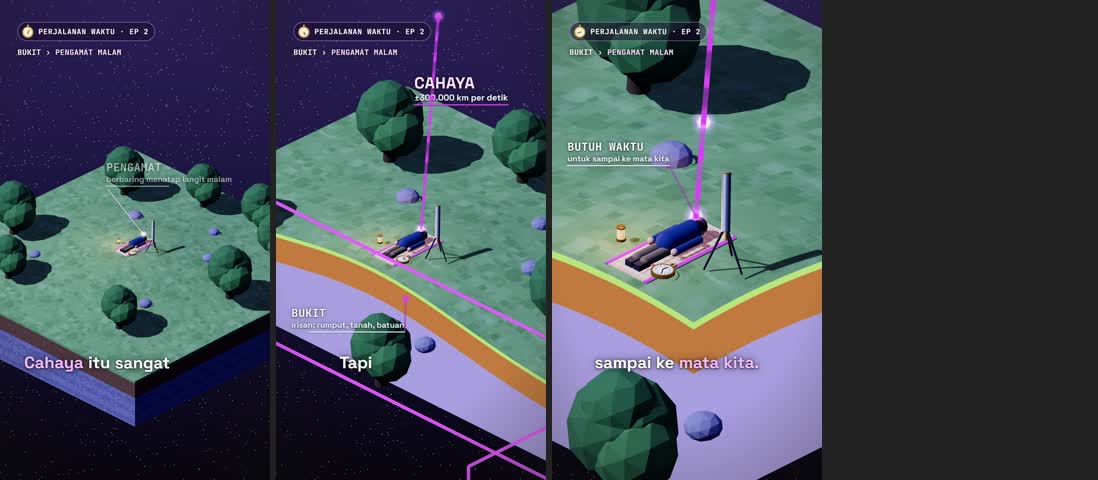 PERJALANAN WAKTU · EP 2
BUKIT › PENGAMAT MALAM
PENGAMAT
berbaring menatap langit malam
Cahaya itu sangat
PERJALANAN WAKTU · EP 2
BUKIT › PENGAMAT MALAM
CAHAYA
±300.000 km per detik
BUKIT
irisan: rumput, tanah, batuan
Tapi
PERJALANAN WAKTU · EP 2
BUKIT › PENGAMAT MALAM
BUTUH WAKTU
untuk sampai ke mata kita
sampai ke mata kita.